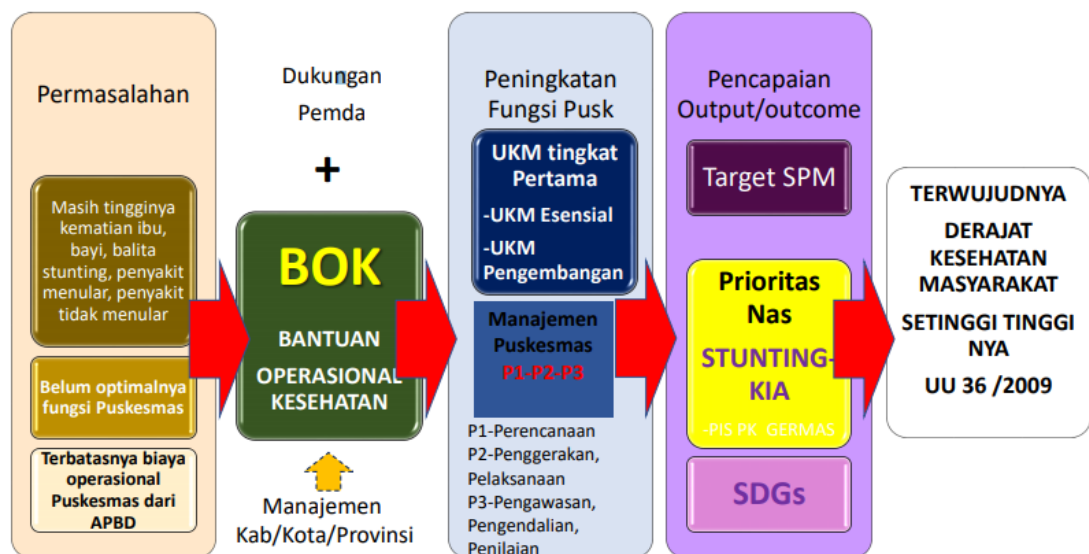 Permasalahan
Masih tingginya
kematian ibu,
bayi, balita
stunting, penyakit
menular, penyakit
tidak menular
Belum optimalnya
fungsi Puskesmas
Terbatasnya biaya
operasional
Puskesmas dari
APBD
Dukungan
Pemda
+
BOK
BANTUAN
OPERASIONAL
KESEHATAN
Manajemen
Kab/Kota/Provinsi
Peningkatan
Fungsi Pusk
UKM tingkat
Pertama
-UKM Esensial
-UKM
Pengembangan
Manajemen
Puskesmas
P1-P2-P3
P1-Perencanaan
P2-Penggerakan,
Pelaksanaan
P3-Pengawasan,
Pengendalian,
Penilaian
Pencapaian
Output/outcome
Target SPM
Prioritas
Nas
STUNTING-
KIA
-PIS PK GERMAS
SDGs
TERWUJUDNYA
DERAJAT
KESEHATAN
MASYARAKAT
SETINGGI TINGGI
NYA
UU 36 /2009